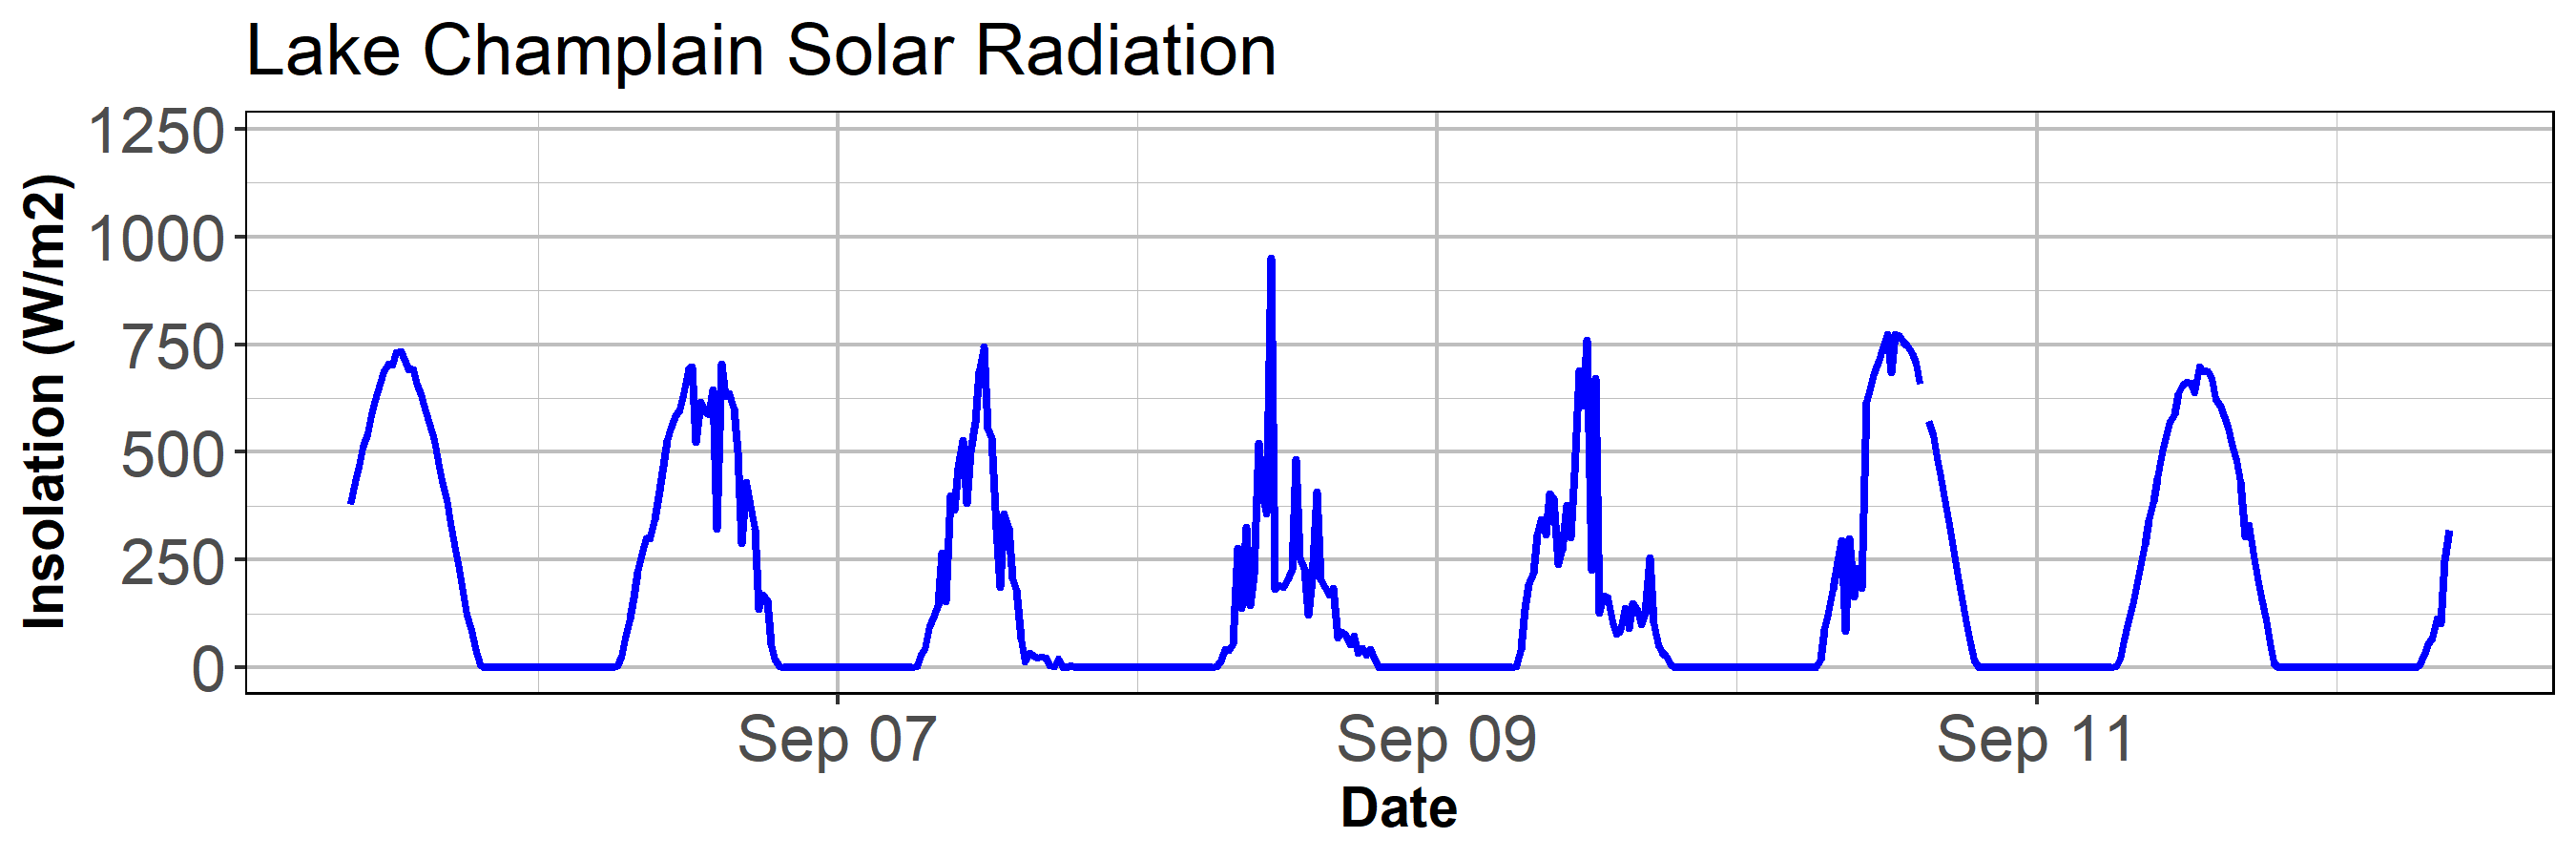 Lake Champlain Solar Radiation
Insolation (W/m2)
1250
1000
750
500
250
0
Sep 07 Sep 09 Sep 11
Date